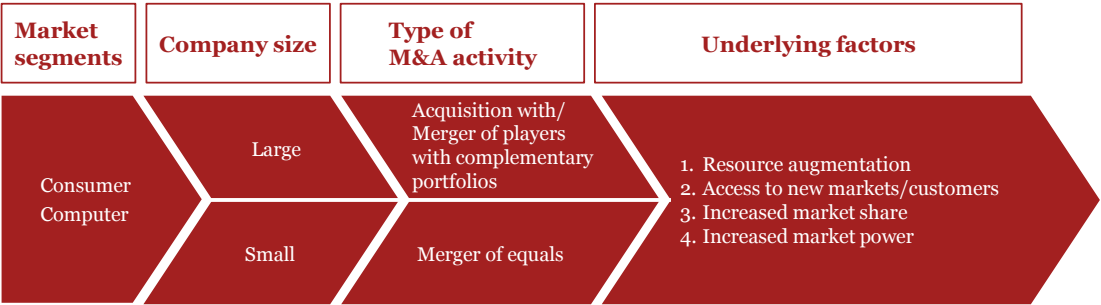 Market
segments
Company size
Type of
M&A activity
Underlying factors
Consumer
Computer
Large
Small
Acquisition with/
Merger of players
with complementary
portfolios
Merger of equals
1. Resource augmentation
2. Access to new markets/customers
3. Increased market share
4. Increased market power